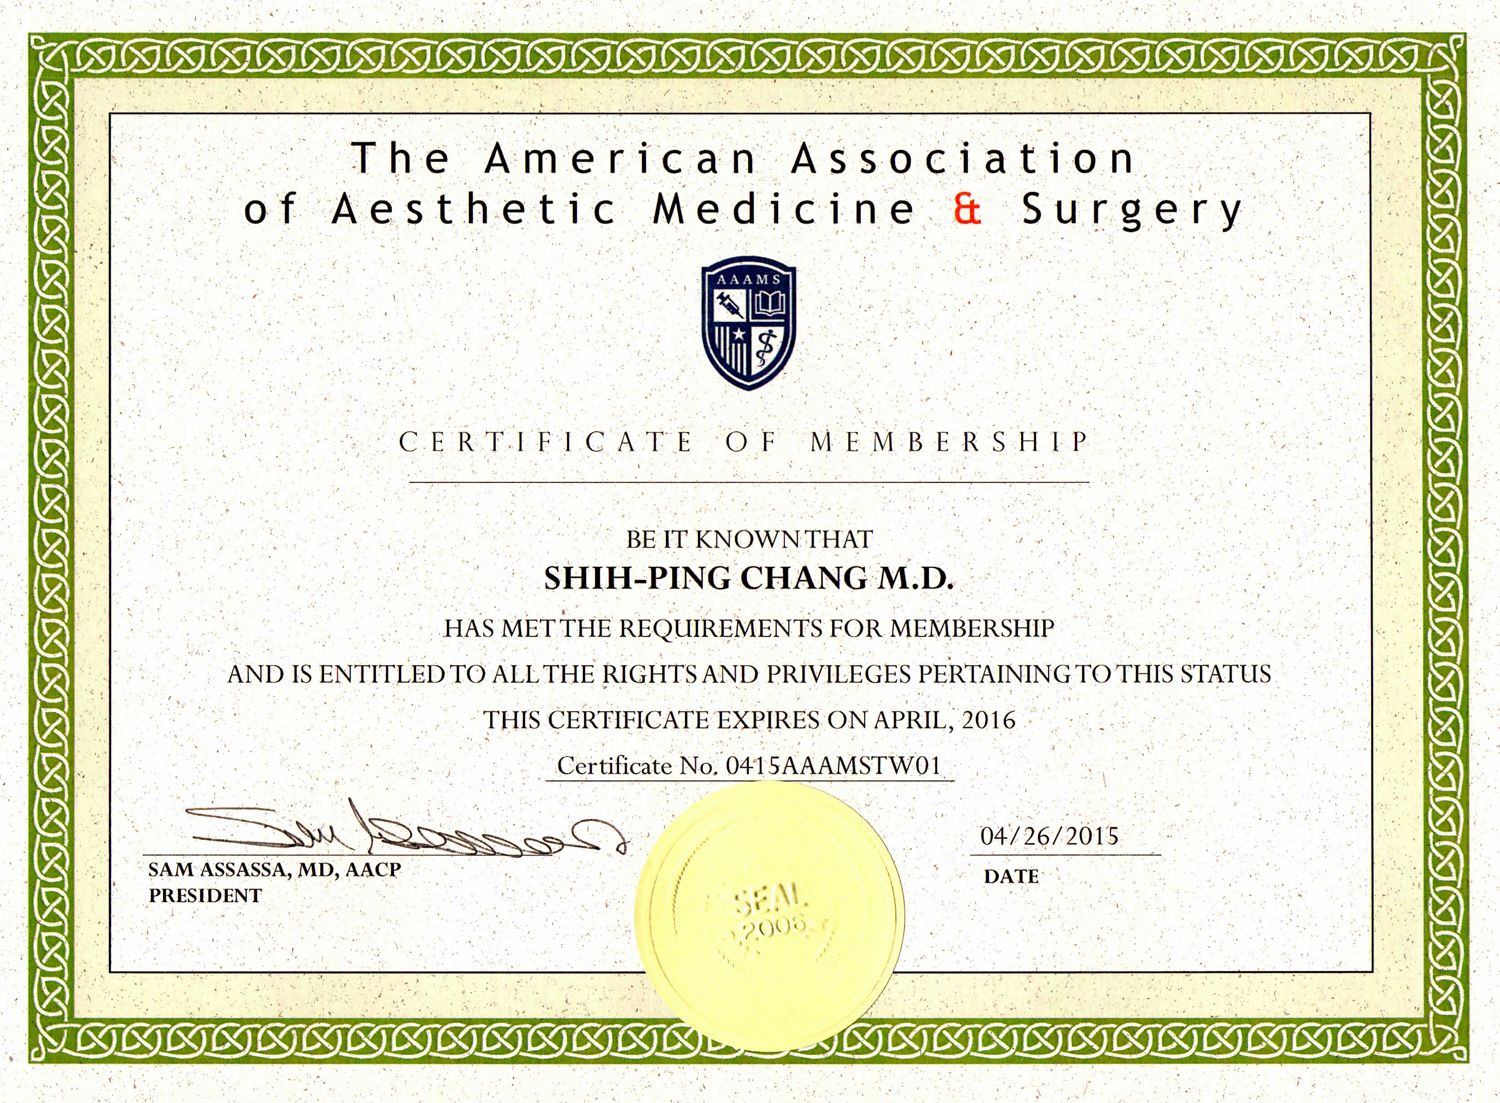 The American Association
of Aesthetic Medicine & Surgery
AAAMS
CERTIFICATE OF MEMBERSHIP
BE IT KNOWN THAT
SHIH-PING CHANG M.D.
HAS MET THE REQUIREMENTS FOR MEMBERSHIP
AND IS ENTITLED TO ALL THE RIGHTS AND PRIVILEGES PERTAINING TO THIS STATUS
THIS CERTIFICATE EXPIRES ON APRIL, 2016
Certificate No. 0415AAAMSTW01
04/26/2015
SAM ASSASSA, MD, AACP
PRESIDENT
DATE
SEAL